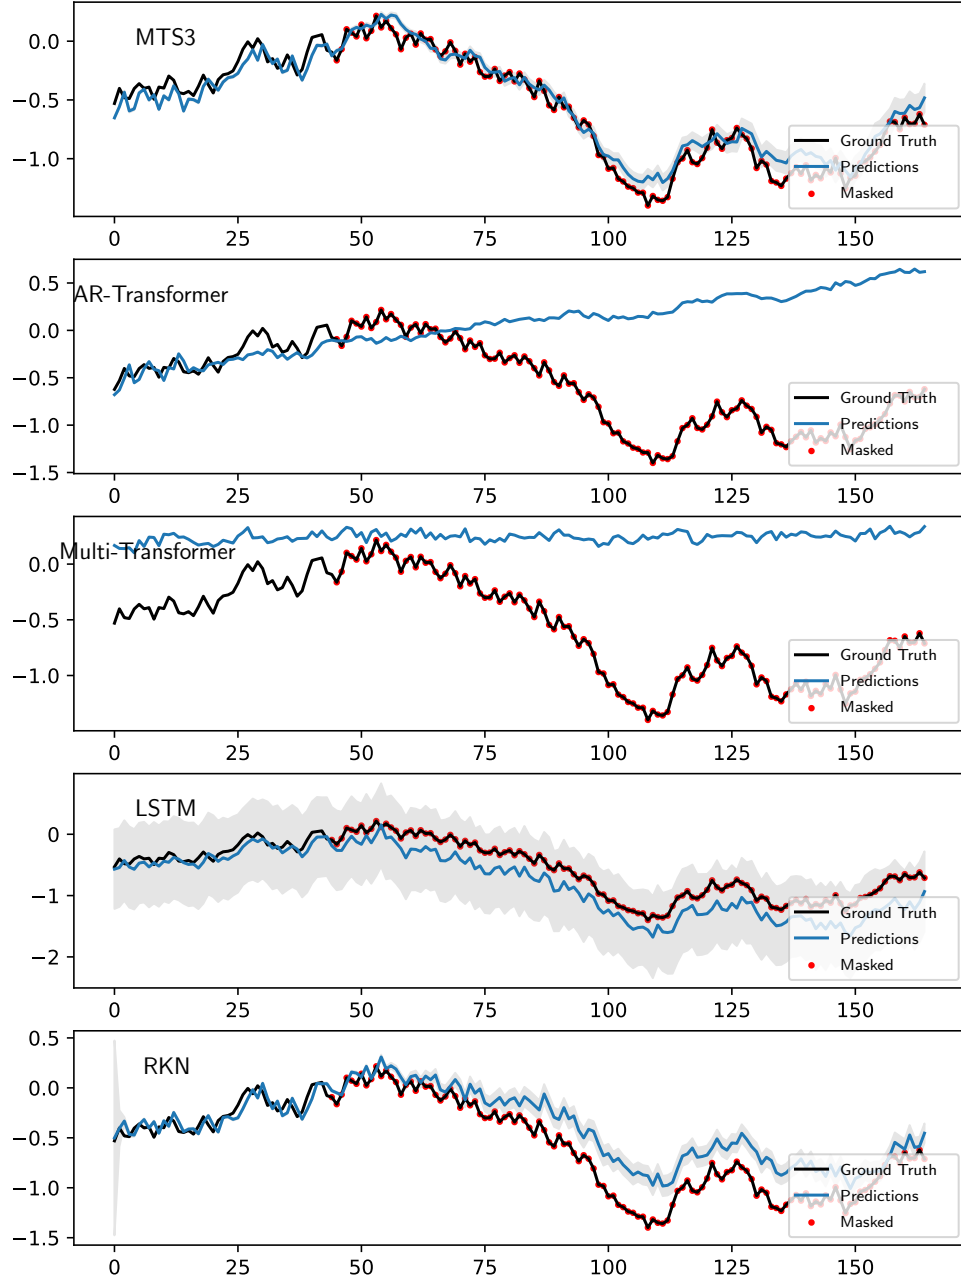 MTS3
0.0
−0.5
−1.0
Ground Truth
Predictions
Masked
0 25 50 75 100 125 150
AR-Transformer
0.5
0.0
−0.5
−1.0
−1.5
Ground Truth
Predictions
Masked
0 25 50 75 100 125 150
Multi-Transformer
0.0
−0.5
−1.0
Ground Truth
Predictions
Masked
0 25 50 75 100 125 150
LSTM
0
−1
−2
Ground Truth
Predictions
Masked
0 25 50 75 100 125 150
RKN
0.5
0.0
−0.5
−1.0
−1.5
Ground Truth
Predictions
Masked
0 25 50 75 100 125 150